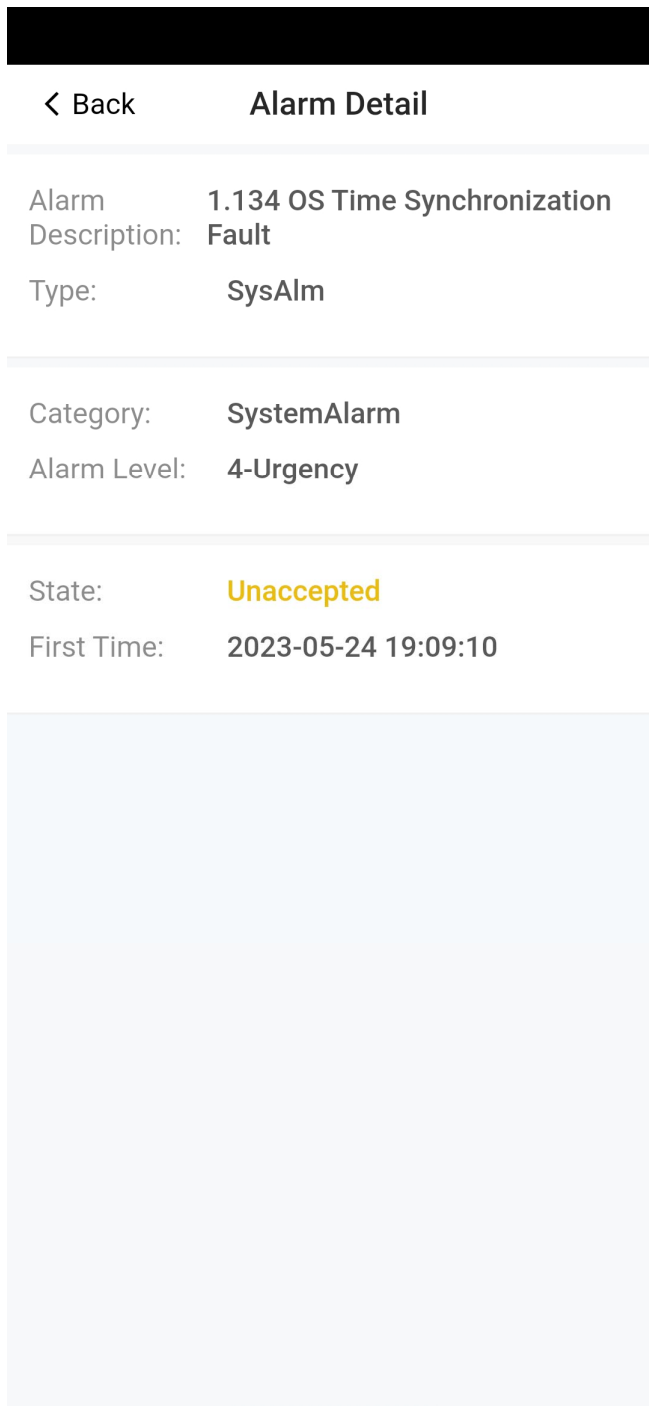 Back
Alarm Detail
Alarm 1.134 OS Time Synchronization
Description: Fault
Type: SysAlm
Category: SystemAlarm
Alarm Level: 4-Urgency
State: Unaccepted
First Time: 2023-05-24 19:09:10